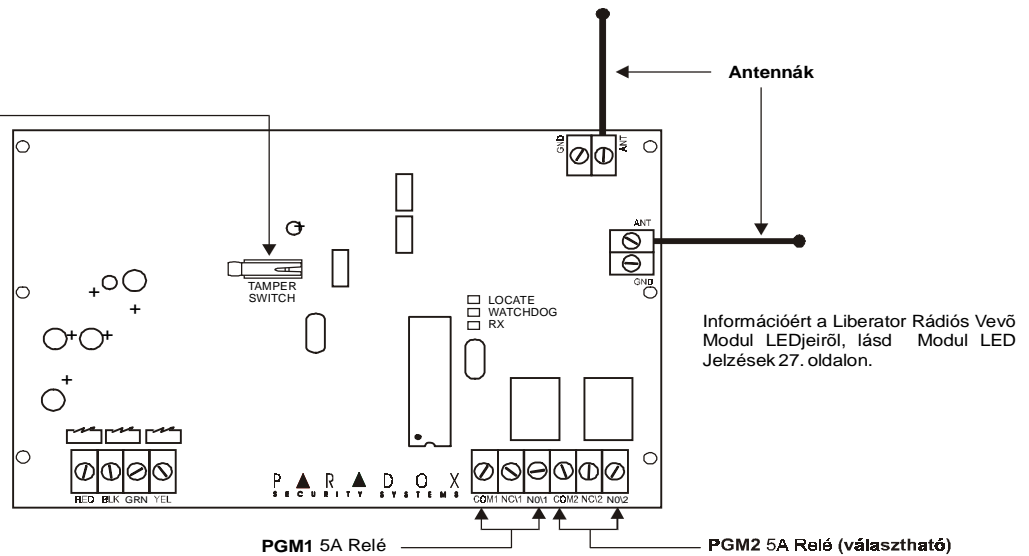 Antennák
GND
ANT
ANT
GND
TAMPER
SWITCH
LOCATE
WATCHDOG
RX
Információért a Liberator Rádiós Vevõ
Modul LEDjeirõl, lásd Modul LED
Jelzések 27. oldalon.
RED BLK GRN YEL
PARADOX
SECURITY SYSTEMS
COM1 NC\1 N0\1 COM2 NC\2 N0\2
PGM1 5A Relé
PGM2 5A Relé (választható)